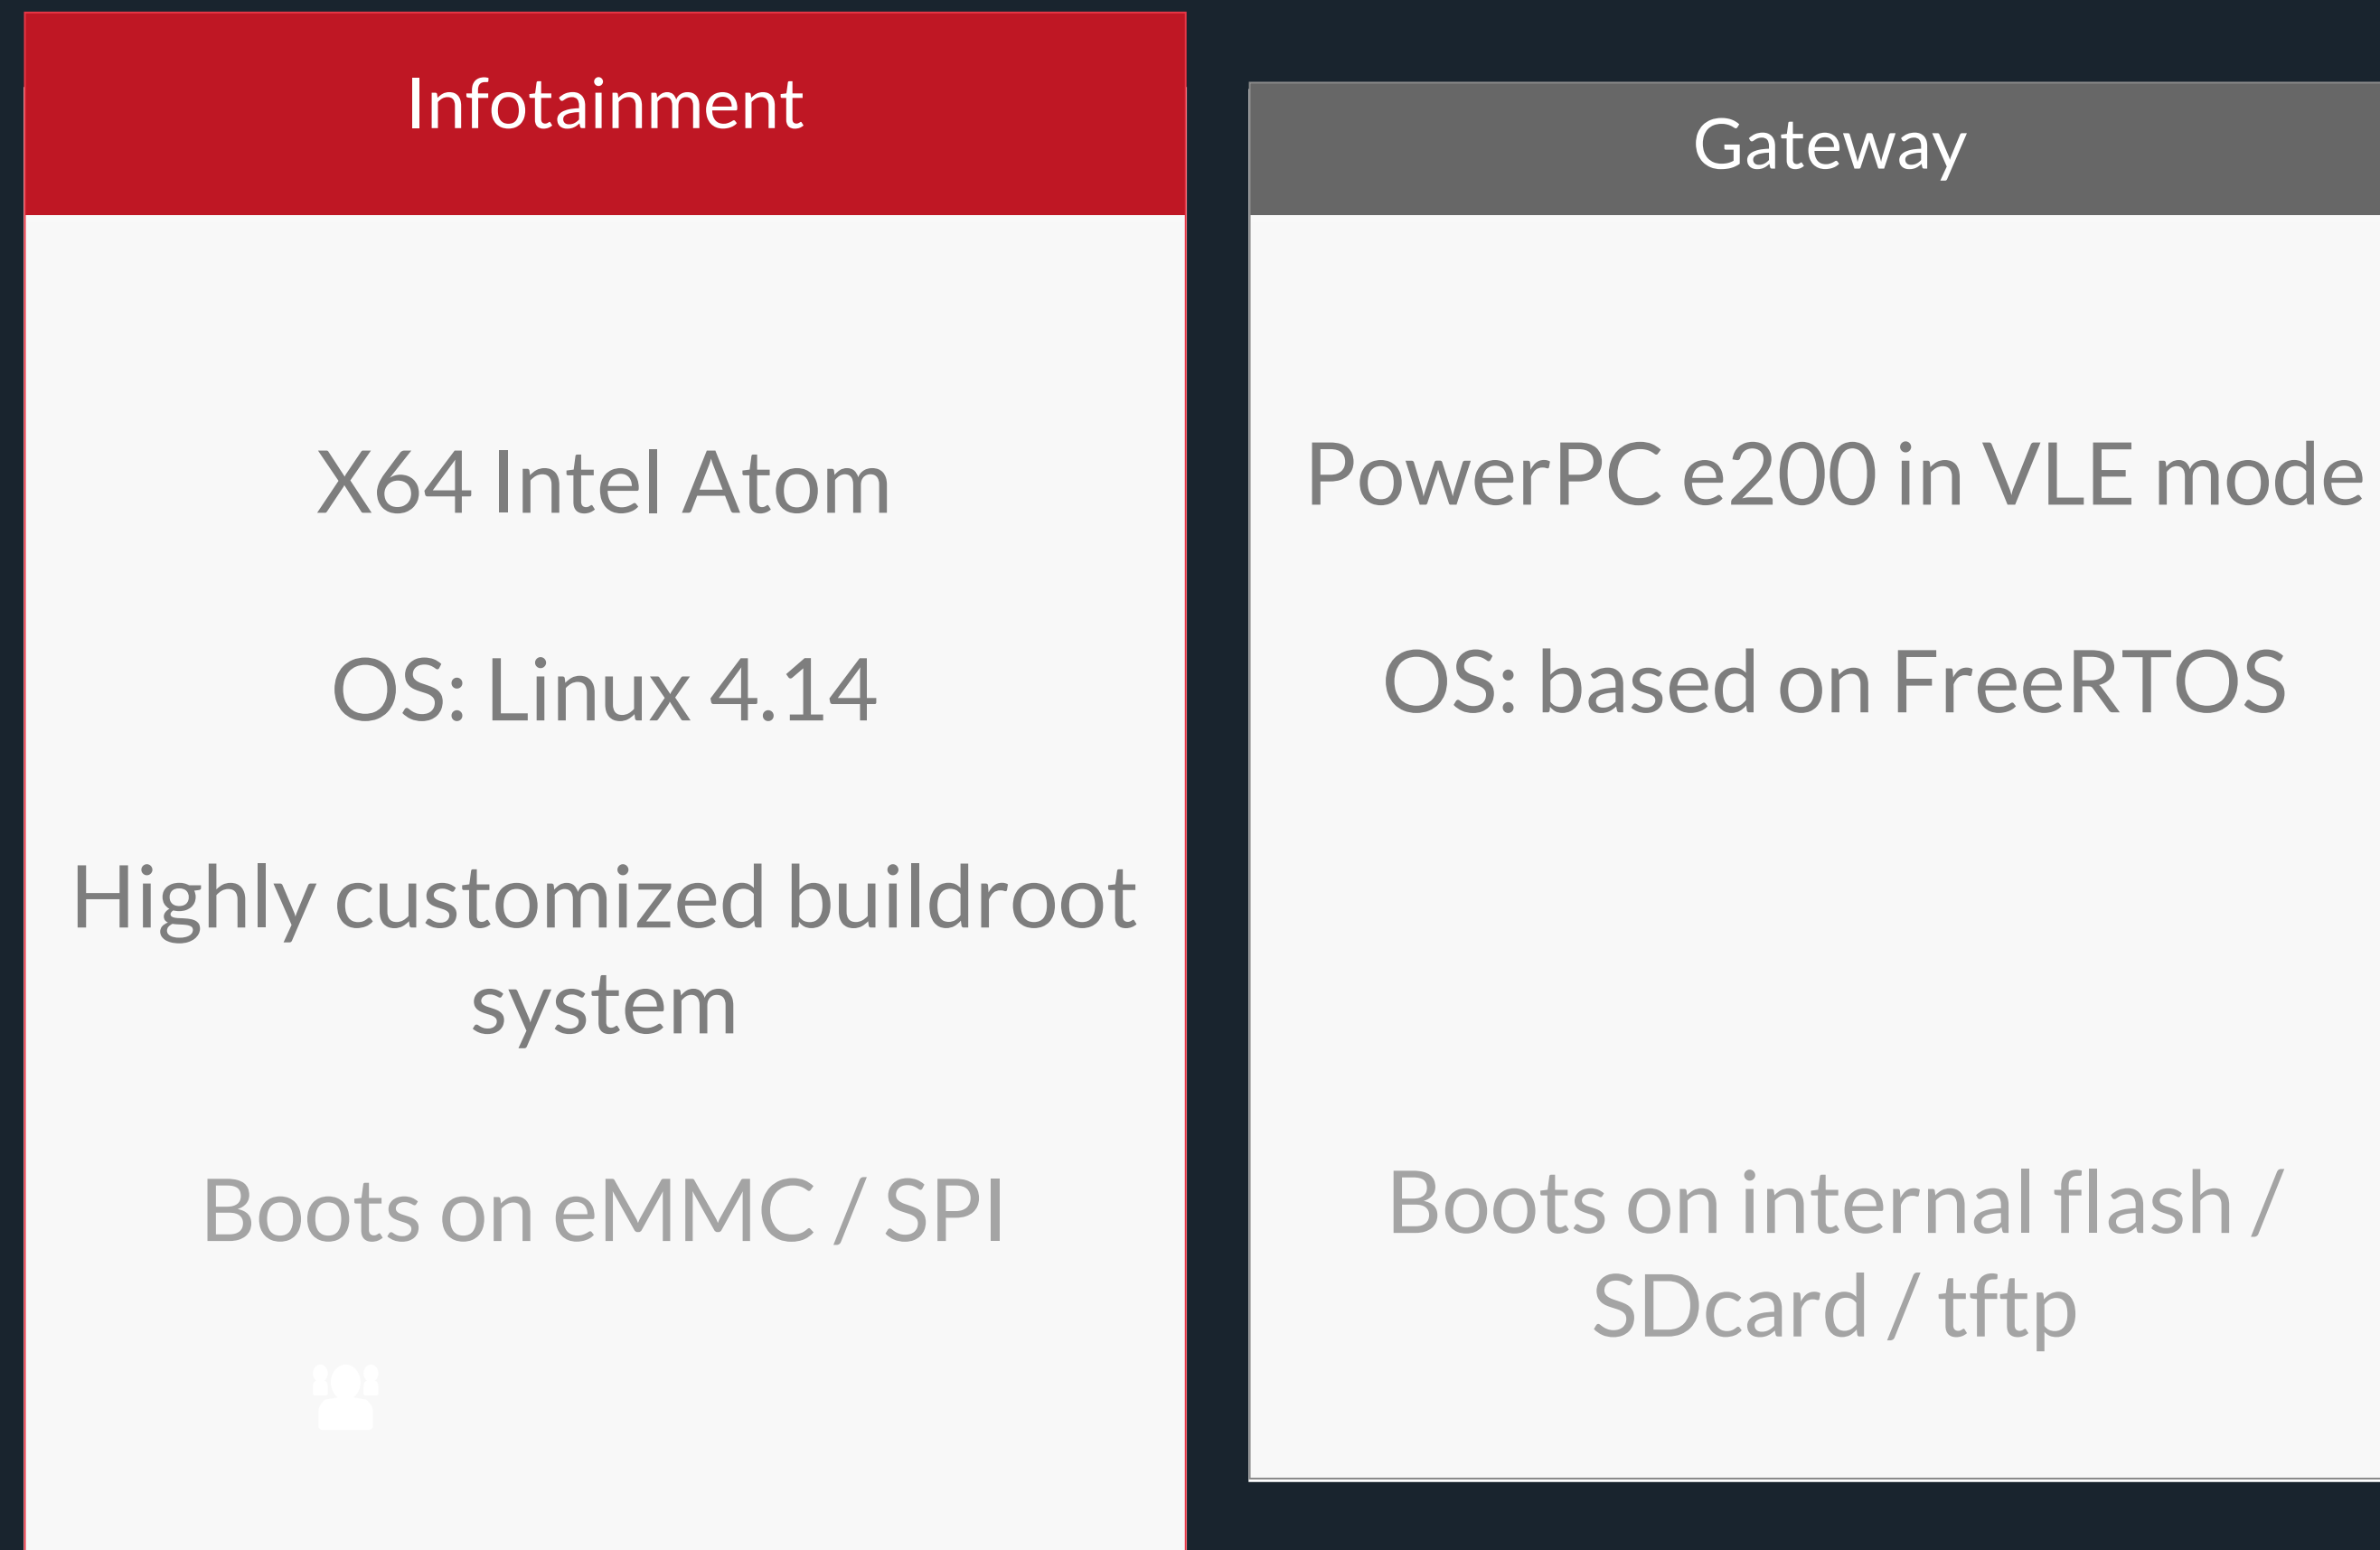 Infotainment
X64 Intel Atom
OS: Linux 4.14
Highly customized buildroot
system
Boots on eMMC / SPI
Gateway
PowerPC e200 in VLE mode
OS: based on FreeRTOS
Boots on internal flash /
SDcard / tftp